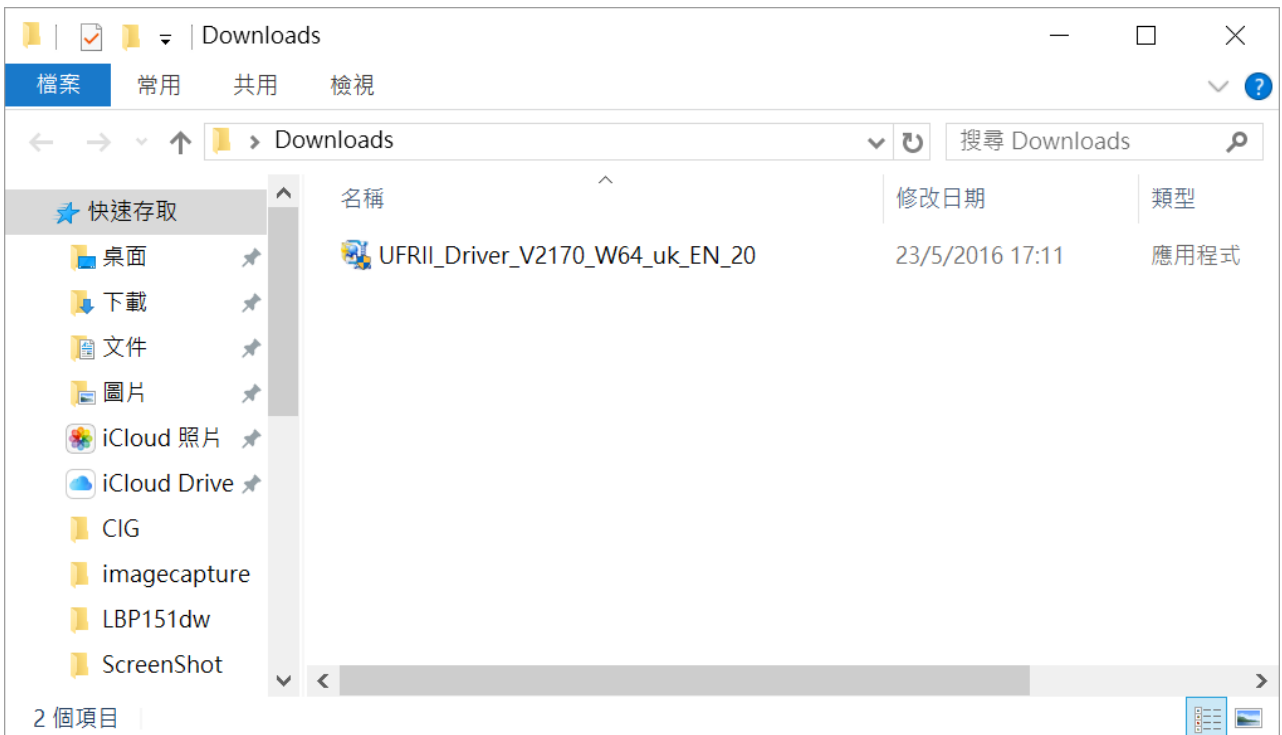 Downloads
檔案 常用 共用 檢視
Downloads
搜尋 Downloads
名稱 修改日期 類型
UFRII_Driver_V2170_W64_uk_EN_20 23/5/2016 17:11 應用程式
快速存取
桌面
下載
文件
圖片
iCloud 照片
iCloud Drive
CIG
imagecapture
LBP151dw
ScreenShot
2 個項目